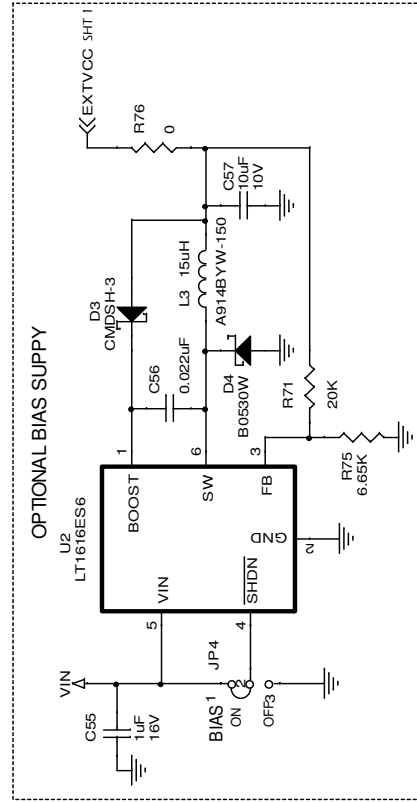 OPTIONAL BIAS SUPPY
EXTVCC SHT 1
R76
0
D3
CMDSH-3
L3 15uH
A914BYW-150
C57
10uF
10V
C56
0.022uF
D4
B0530W
R71
20K
R75
6.65K
U2
LT1616ES6
VIN
5
BOOST
1
SW
6
FB
3
GND
2
SHDN
4
VIN
C55
1uF
16V
JP4
BIAS
1
ON
2
OFF
3